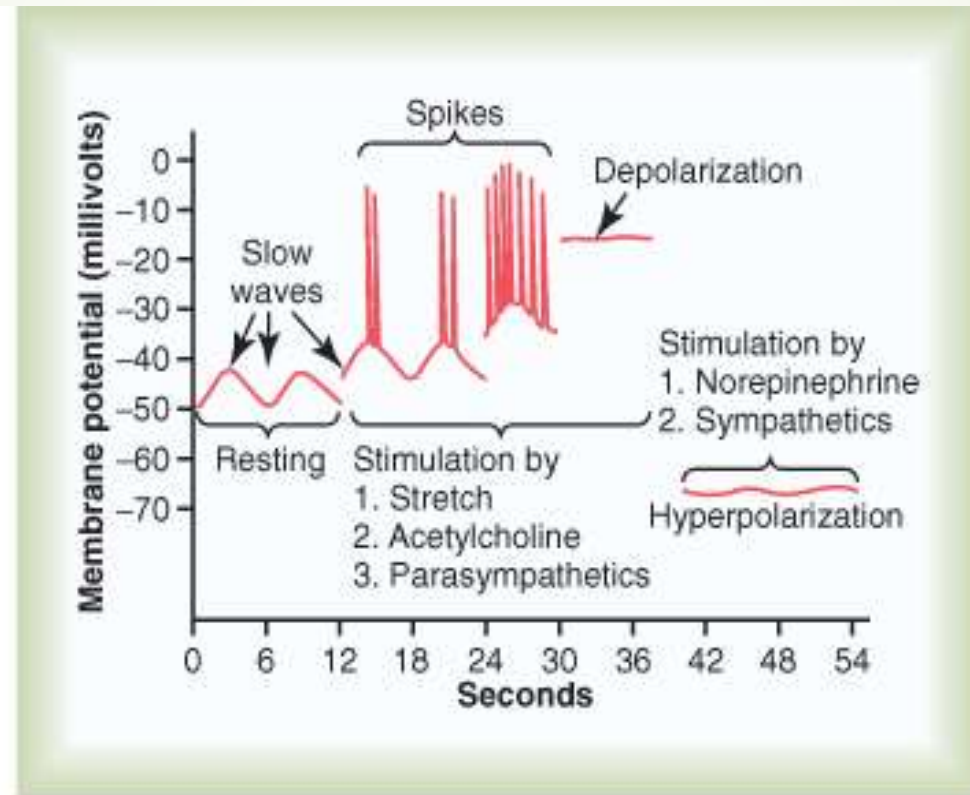 Spikes
Depolarization
Slow
waves
Membrane potential (millivolts)
0
–10
–20
–30
–40
–50
–60
–70
Resting
Stimulation by
1. Stretch
2. Acetylcholine
3. Parasympathetics
Stimulation by
1. Norepinephrine
2. Sympathetics
Hyperpolarization
0 6 12 18 24 30 36 42 48 54
Seconds